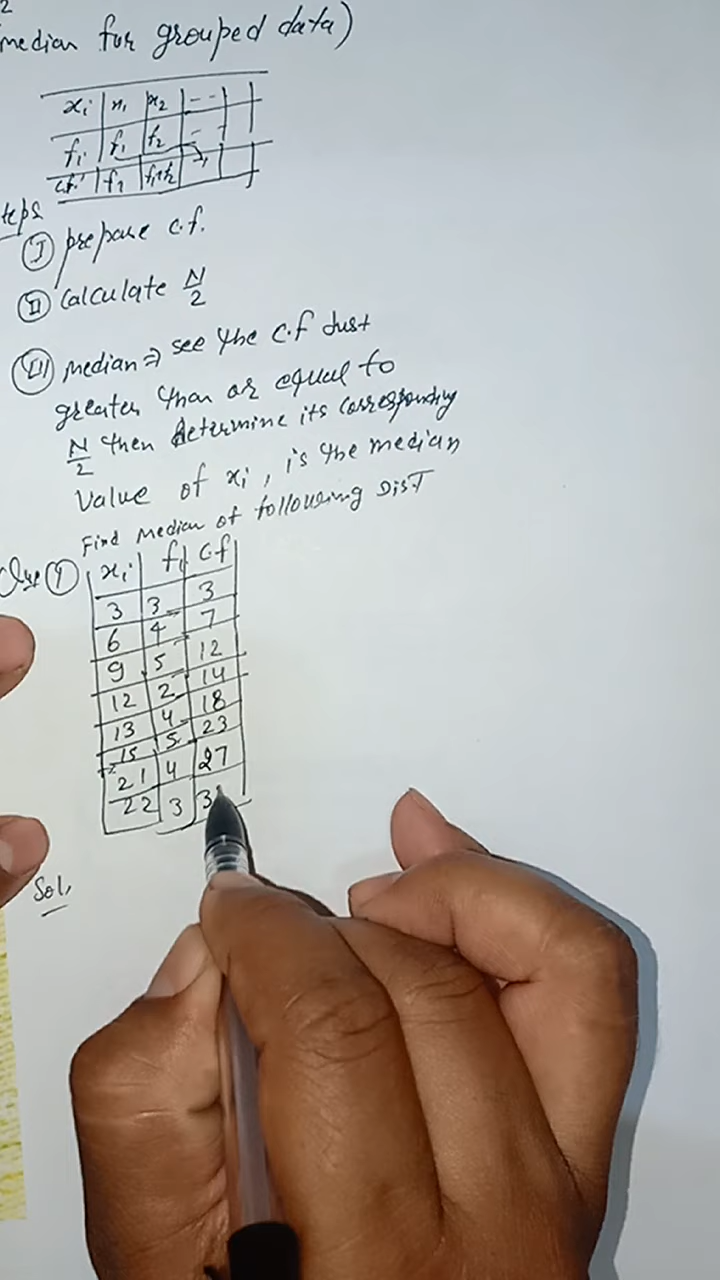 2
median for grouped data)
xi x1 x2 --
fi f1 f2 --
cf f1 f1+f2
teps
I prepare c.f.
II Calculate N/2
III median ⇒ see the c.f Just
greater than or equal to
N/2 then determine its corresponding
value of xi, is the median
Find Median of following DIST
Que 1 xi fi c.f
3 3 3
6 4 7
9 5 12
12 2 14
13 4 18
15 5 23
21 4 27
22 3 3
Sol.